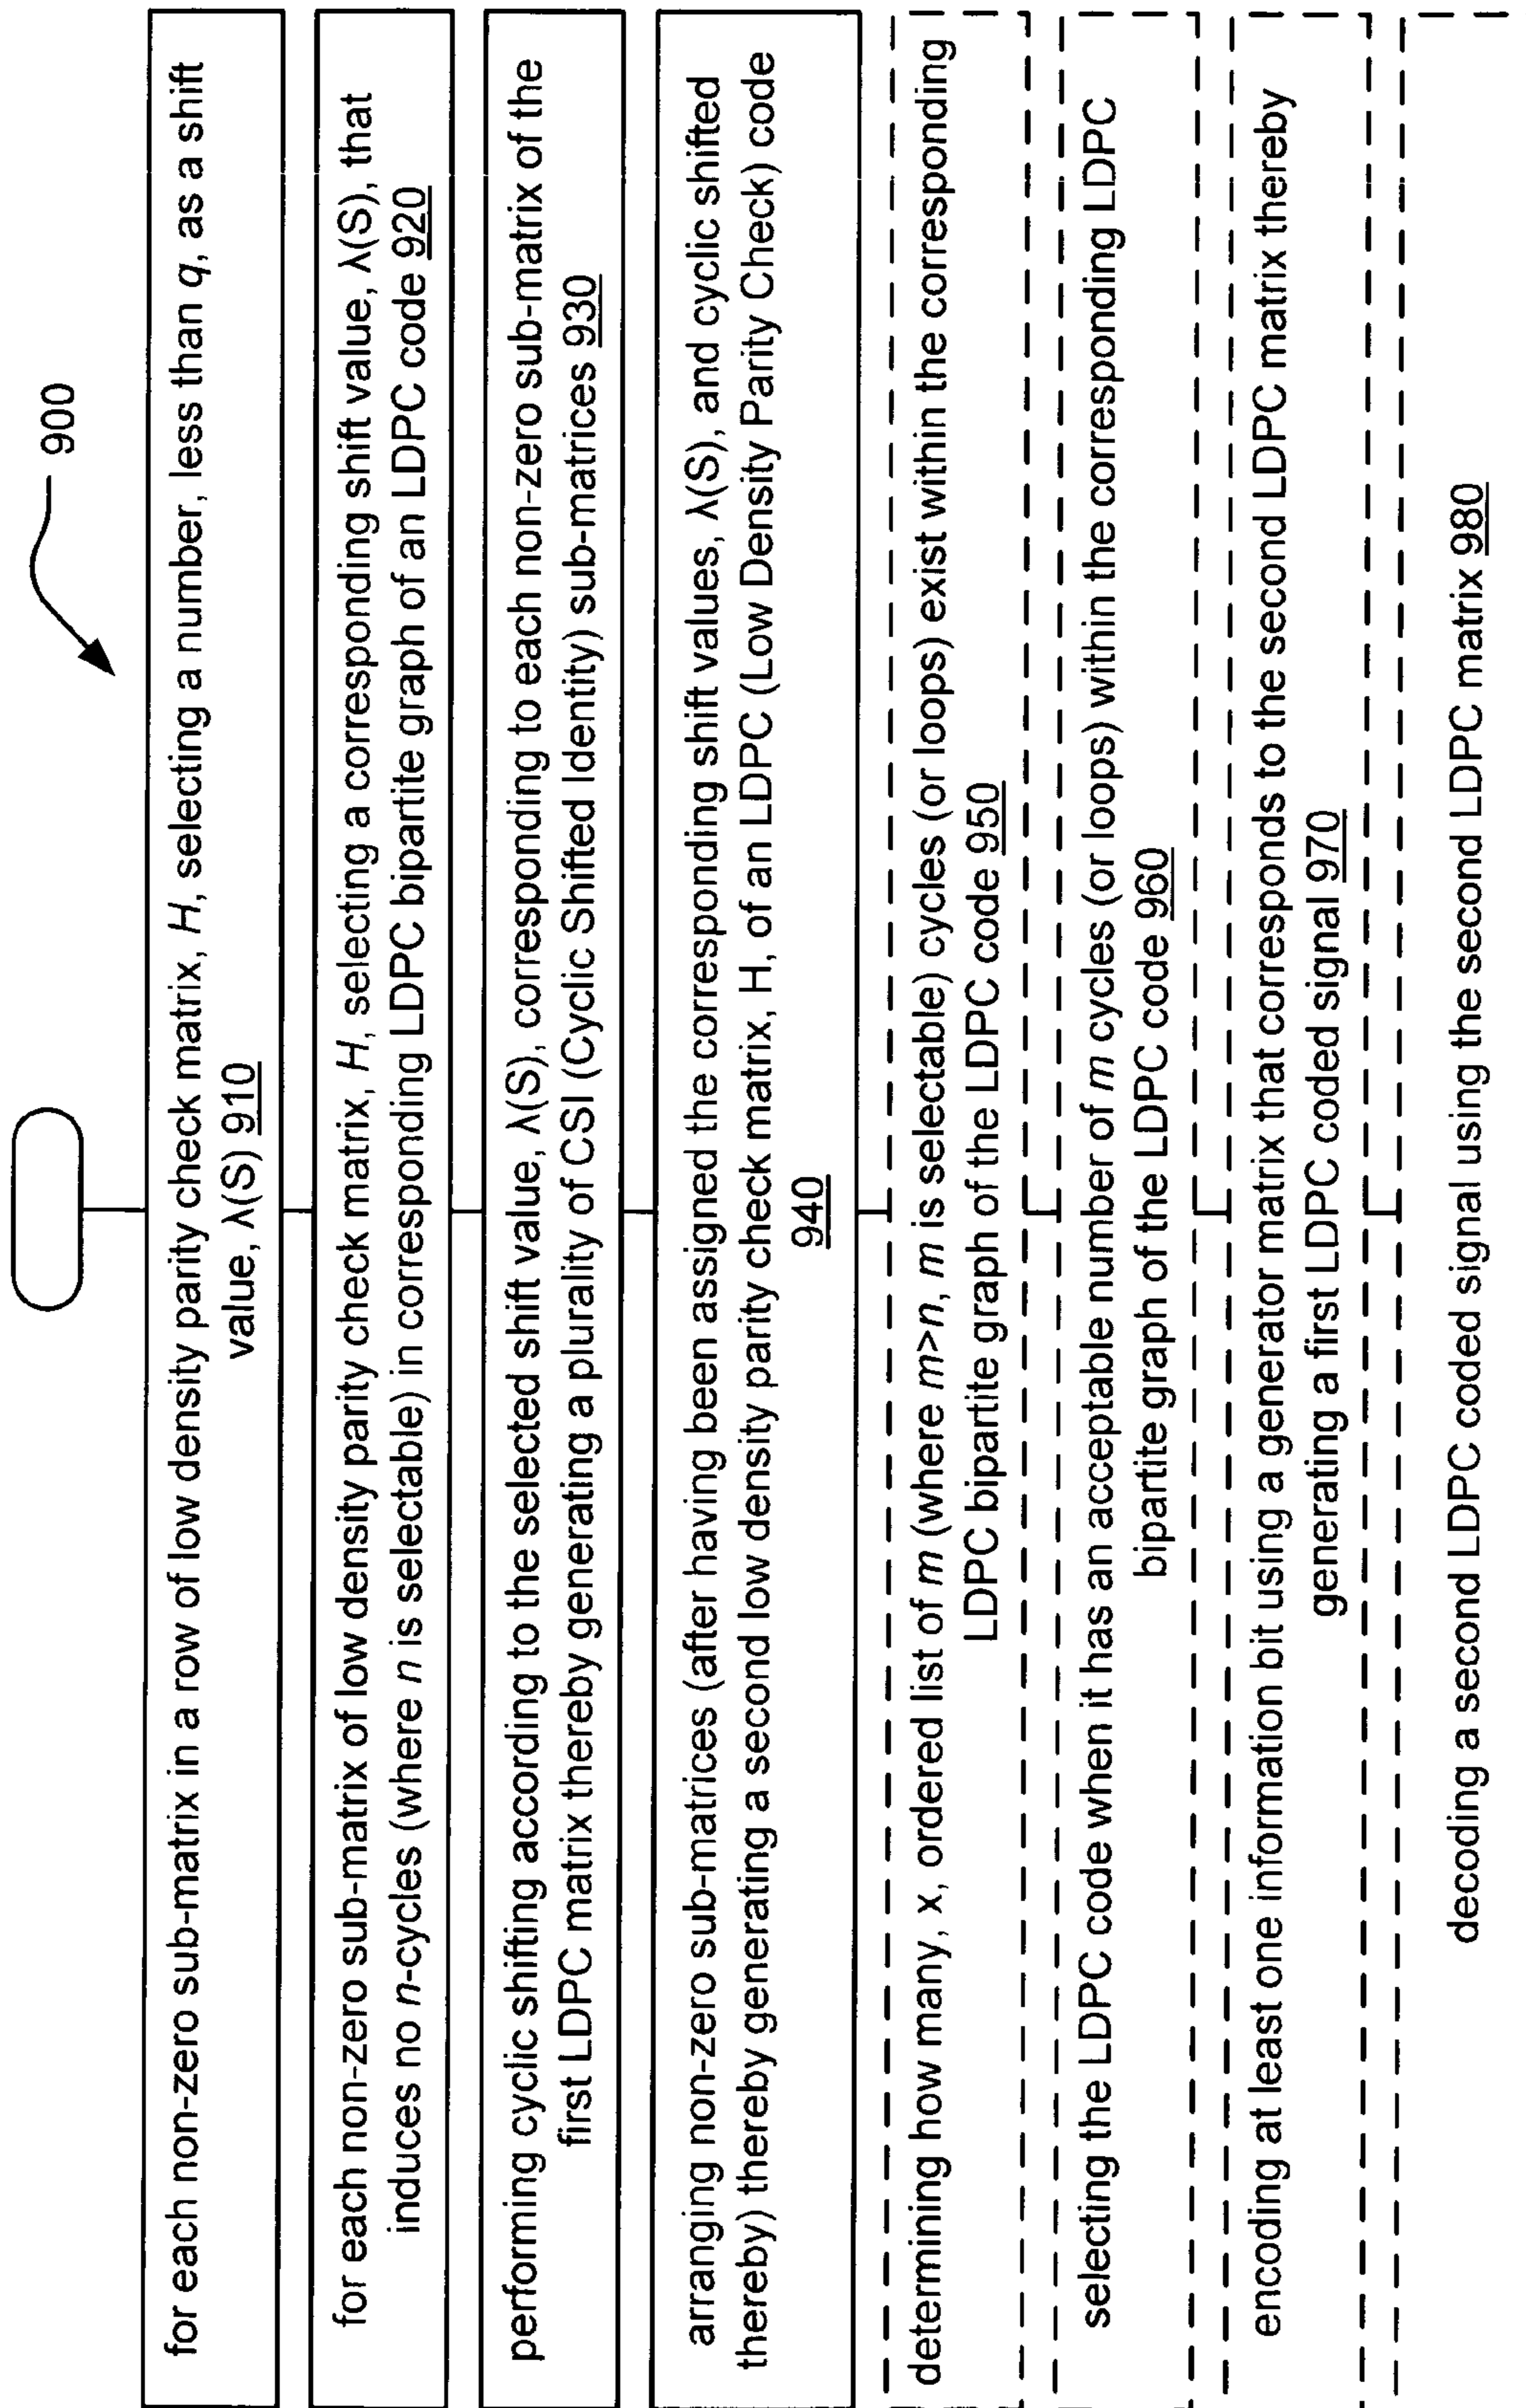 900
for each non-zero sub-matrix in a row of low density parity check matrix, H, selecting a number, less than q, as a shift
value, λ(S) 910
for each non-zero sub-matrix of low density parity check matrix, H, selecting a corresponding shift value, λ(S), that
induces no n-cycles (where n is selectable) in corresponding LDPC bipartite graph of an LDPC code 920
performing cyclic shifting according to the selected shift value, λ(S), corresponding to each non-zero sub-matrix of the
first LDPC matrix thereby generating a plurality of CSI (Cyclic Shifted Identity) sub-matrices 930
arranging non-zero sub-matrices (after having been assigned the corresponding shift values, λ(S), and cyclic shifted
thereby) thereby generating a second low density parity check matrix, H, of an LDPC (Low Density Parity Check) code
940
determining how many, x, ordered list of m (where m>n, m is selectable) cycles (or loops) exist within the corresponding
LDPC bipartite graph of the LDPC code 950
selecting the LDPC code when it has an acceptable number of m cycles (or loops) within the corresponding LDPC
bipartite graph of the LDPC code 960
encoding at least one information bit using a generator matrix that corresponds to the second LDPC matrix thereby
generating a first LDPC coded signal 970
decoding a second LDPC coded signal using the second LDPC matrix 980